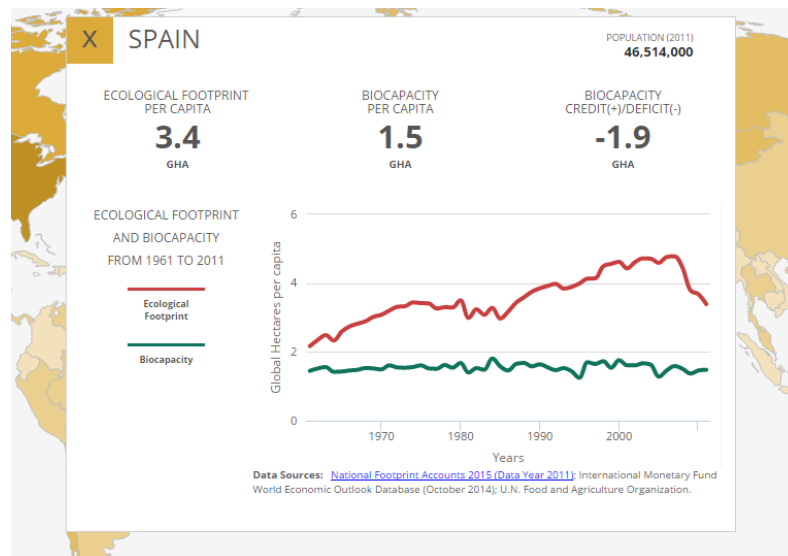 X
SPAIN
POPULATION (2011)
46,514,000
ECOLOGICAL FOOTPRINT
PER CAPITA
3.4
GHA
BIOCAPACITY
PER CAPITA
1.5
GHA
BIOCAPACITY
CREDIT(+)/DEFICIT(-)
-1.9
GHA
ECOLOGICAL FOOTPRINT
AND BIOCAPACITY
FROM 1961 TO 2011
Ecological
Footprint
Biocapacity
Global Hectares per capita
6
4
2
0
1970 1980 1990 2000
Years
Data Sources: National Footprint Accounts 2015 (Data Year 2011); International Monetary Fund
World Economic Outlook Database (October 2014); U.N. Food and Agriculture Organization.